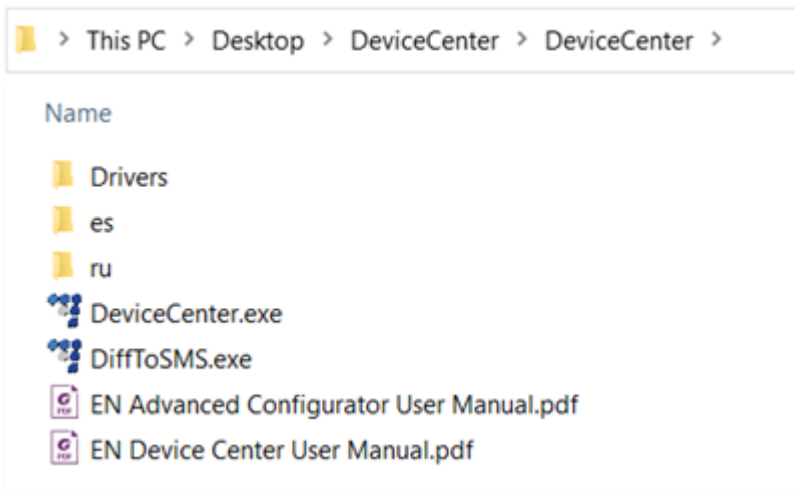 > This PC > Desktop > DeviceCenter > DeviceCenter >
Name
Drivers
es
ru
DeviceCenter.exe
DiffToSMS.exe
EN Advanced Configurator User Manual.pdf
EN Device Center User Manual.pdf